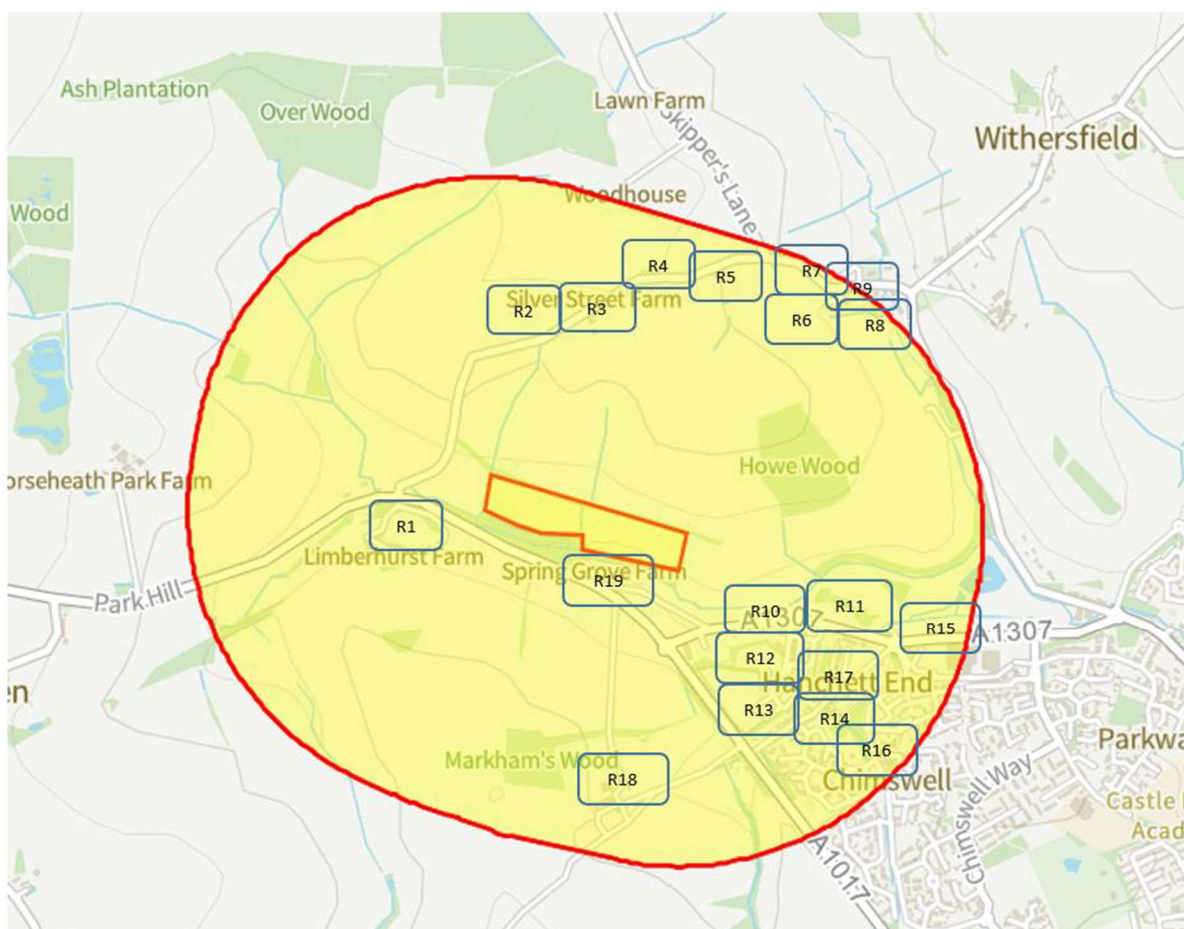 Ash Plantation
Over Wood
Lawn Farm
Skipper's Lane
Withersfield
Wood
Woodhouse
R4
R5
R7
R9
R2
R3
Silver Street Farm
R6
R8
Howe Wood
orseheath Park Farm
R1
Limberhurst Farm
Spring Grove Farm
R19
Park Hill
R10
R11
A1307
R15
A1307
R12
R17
Hanchett End
en
R13
R14
R16
Markham's Wood
R18
Chimswell
Parkwa
Chimswell Way
Castle
Acad
A1017